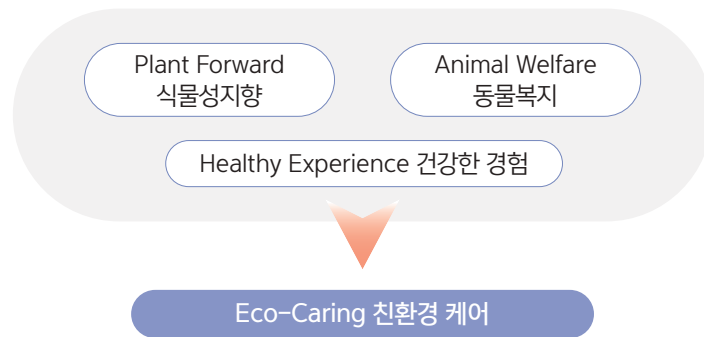 Plant Forward
식물성지향
Animal Welfare
동물복지
Healthy Experience 건강한 경험
Eco-Caring 친환경 케어